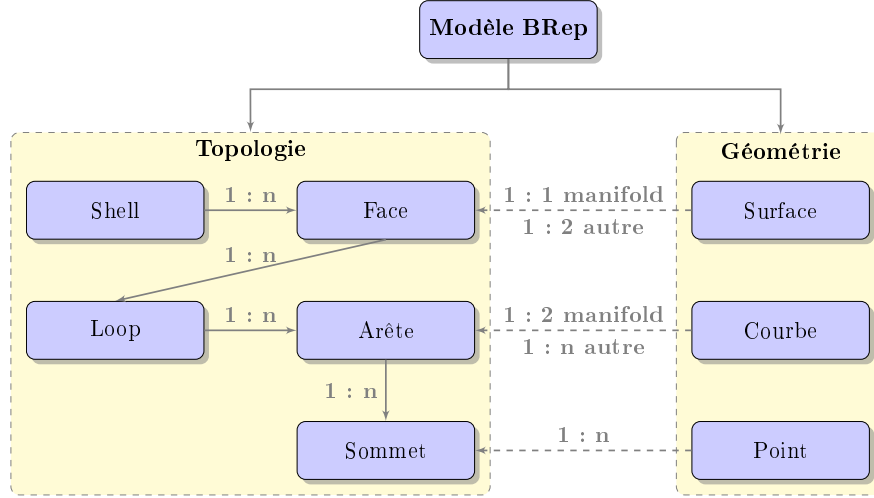 Modèle BRep
Topologie
Géométrie
Shell
1 : n
Face
1 : 1 manifold
1 : 2 autre
Surface
1 : n
Loop
1 : n
Arête
1 : 2 manifold
1 : n autre
Courbe
1 : n
Sommet
1 : n
Point